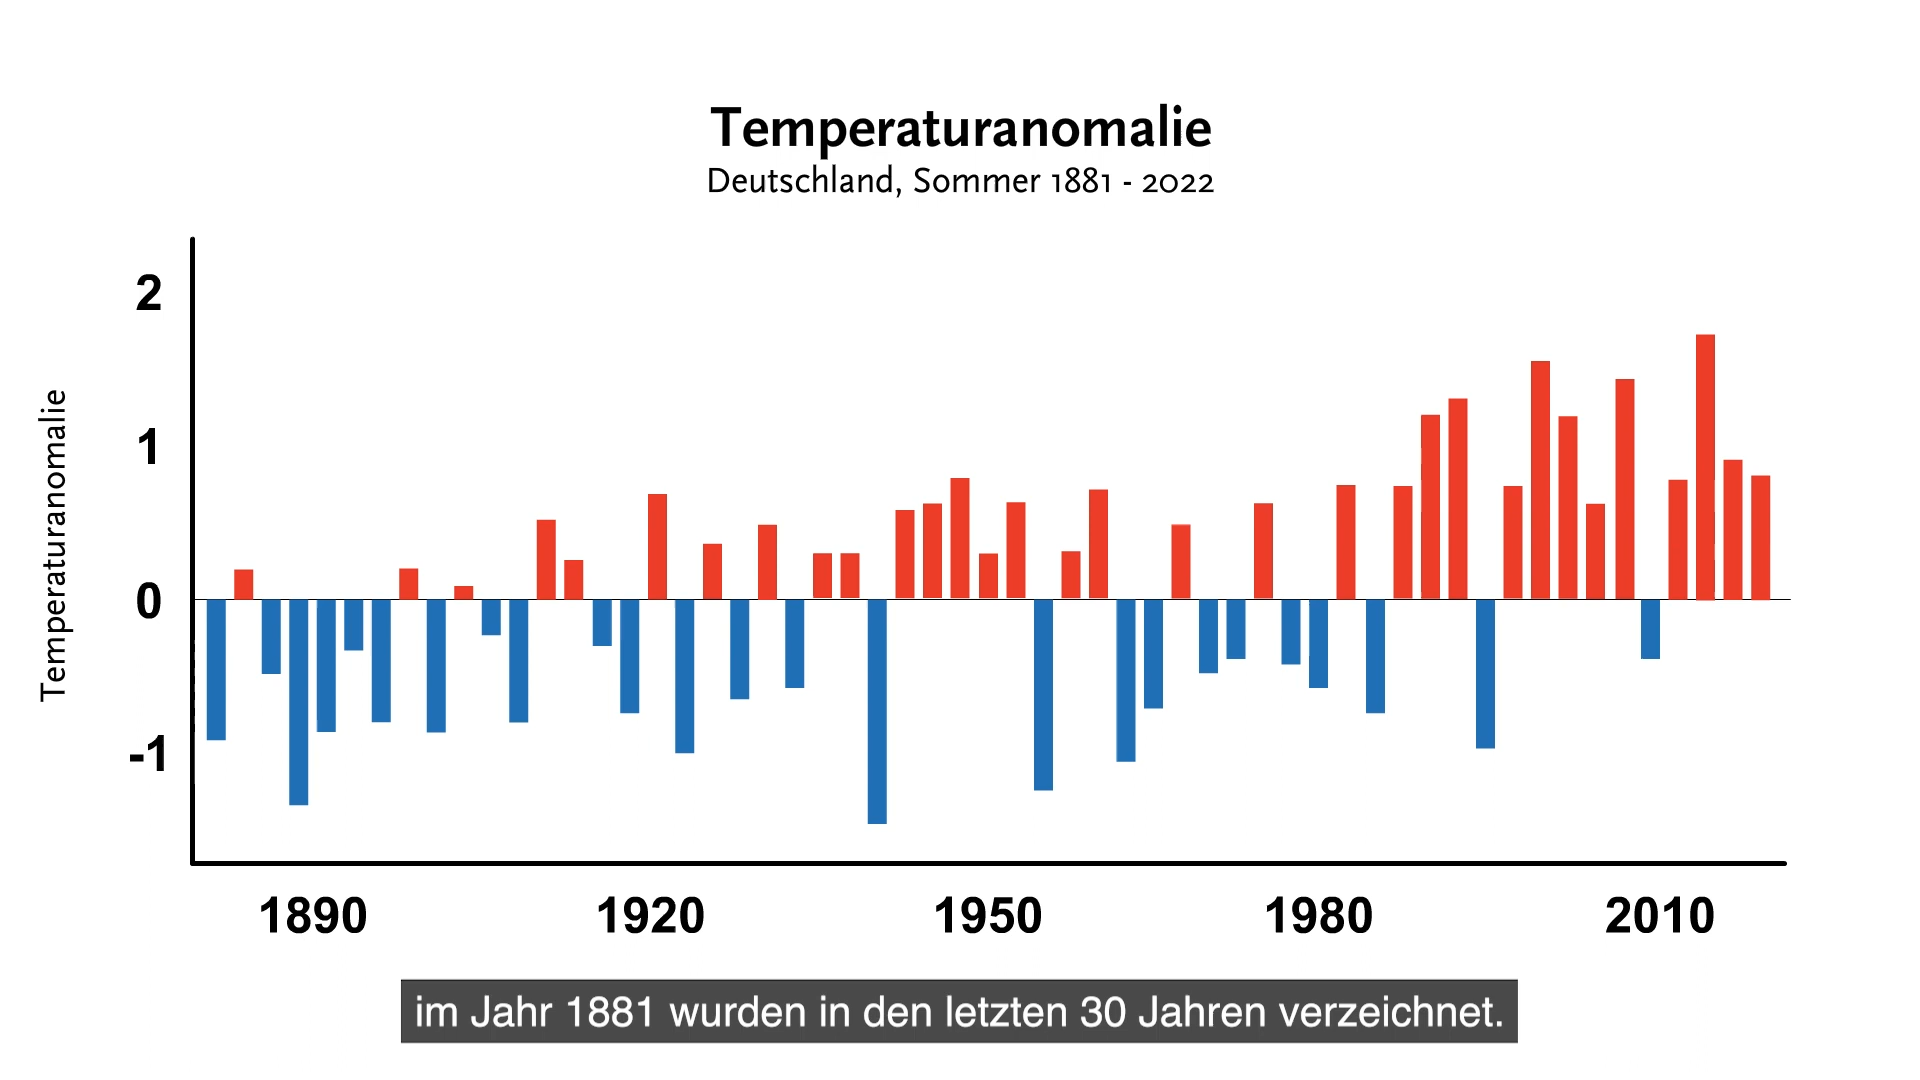 Temperaturanomalie
Deutschland, Sommer 1881 - 2022
Temperaturanomalie
2
1
0
-1
1890 1920 1950 1980 2010
im Jahr 1881 wurden in den letzten 30 Jahren verzeichnet.